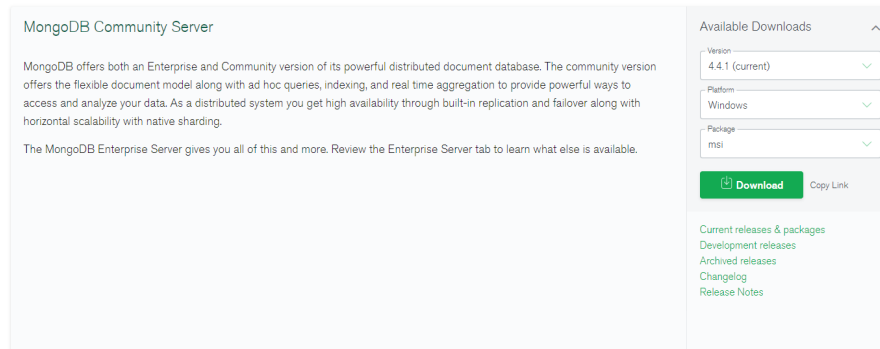 MongoDB Community Server
MongoDB offers both an Enterprise and Community version of its powerful distributed document database. The community version
offers the flexible document model along with ad hoc queries, indexing, and real time aggregation to provide powerful ways to
access and analyze your data. As a distributed system you get high availability through built-in replication and failover along with
horizontal scalability with native sharding.
The MongoDB Enterprise Server gives you all of this and more. Review the Enterprise Server tab to learn what else is available.
Available Downloads
Version
4.4.1 (current)
Platform
Windows
Package
msi
Download Copy Link
Current releases & packages
Development releases
Archived releases
Changelog
Release Notes